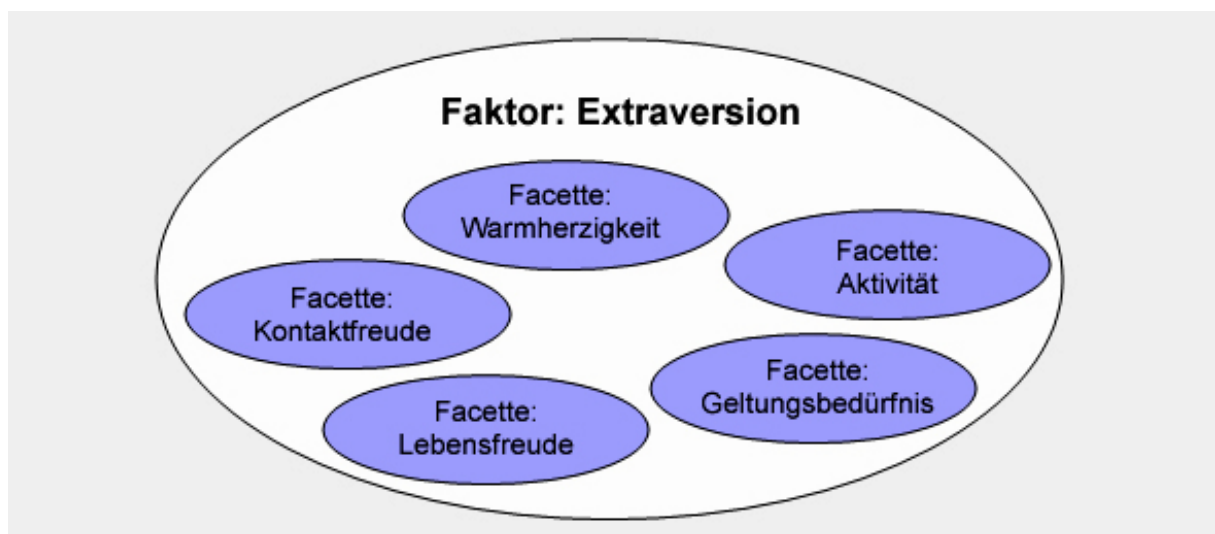 Faktor: Extraversion
Facette:
Warmherzigkeit
Facette:
Aktivität
Facette:
Kontaktfreude
Facette:
Geltungsbedürfnis
Facette:
Lebensfreude